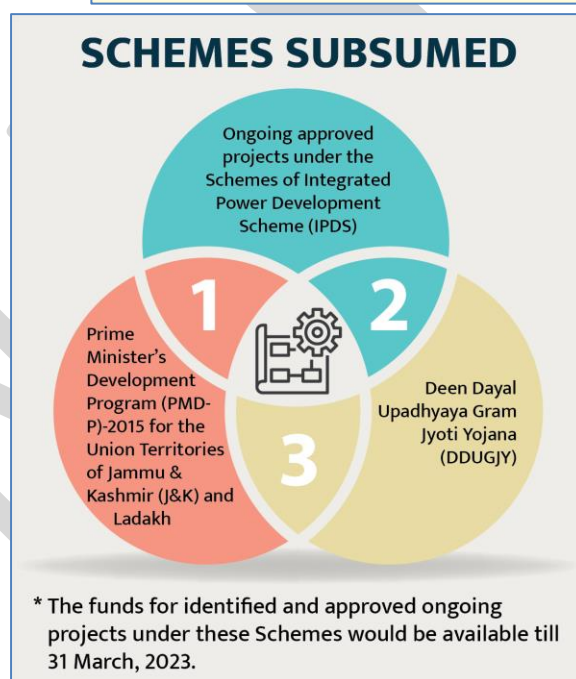 SCHEMES SUBSUMED
Ongoing approved
projects under the
Schemes of Integrated
Power Development
Scheme (IPDS)
1
2
Prime
Minister's
Development
Program (PMD-
P)-2015 for the
Union Territories
of Jammu &
Kashmir (J&K) and
Ladakh
Deen Dayal
Upadhyaya Gram
Jyoti Yojana
(DDUGJY)
3
* The funds for identified and approved ongoing
projects under these Schemes would be available till
31 March, 2023.